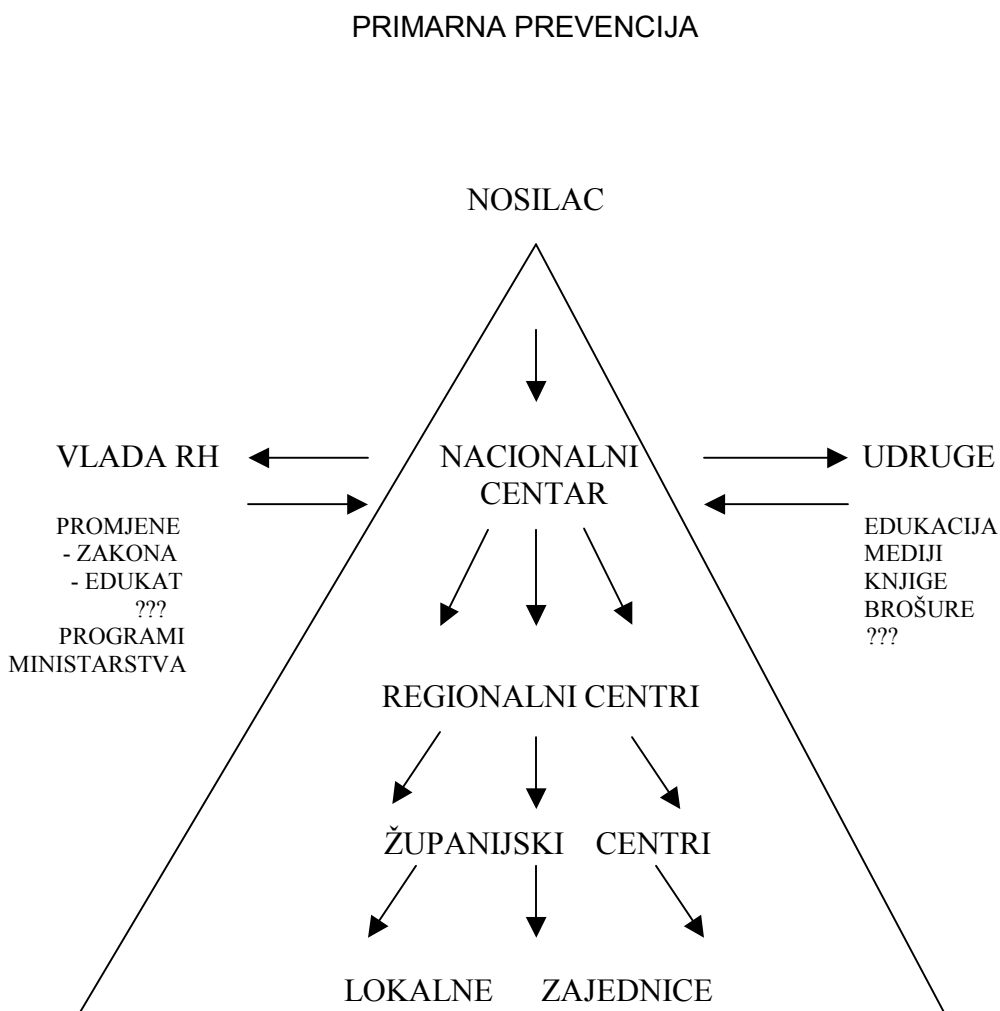 PRIMARNA PREVENCIJA
NOSILAC
VLADA RH
NACIONALNI
CENTAR
UDRUGE
PROMJENE
- ZAKONA
- EDUKAT
???
PROGRAMI
MINISTARSTVA
EDUKACIJA
MEDIJI
KNJIGE
BROŠURE
???
REGIONALNI CENTRI
ŽUPANIJSKI CENTRI
LOKALNE ZAJEDNICE